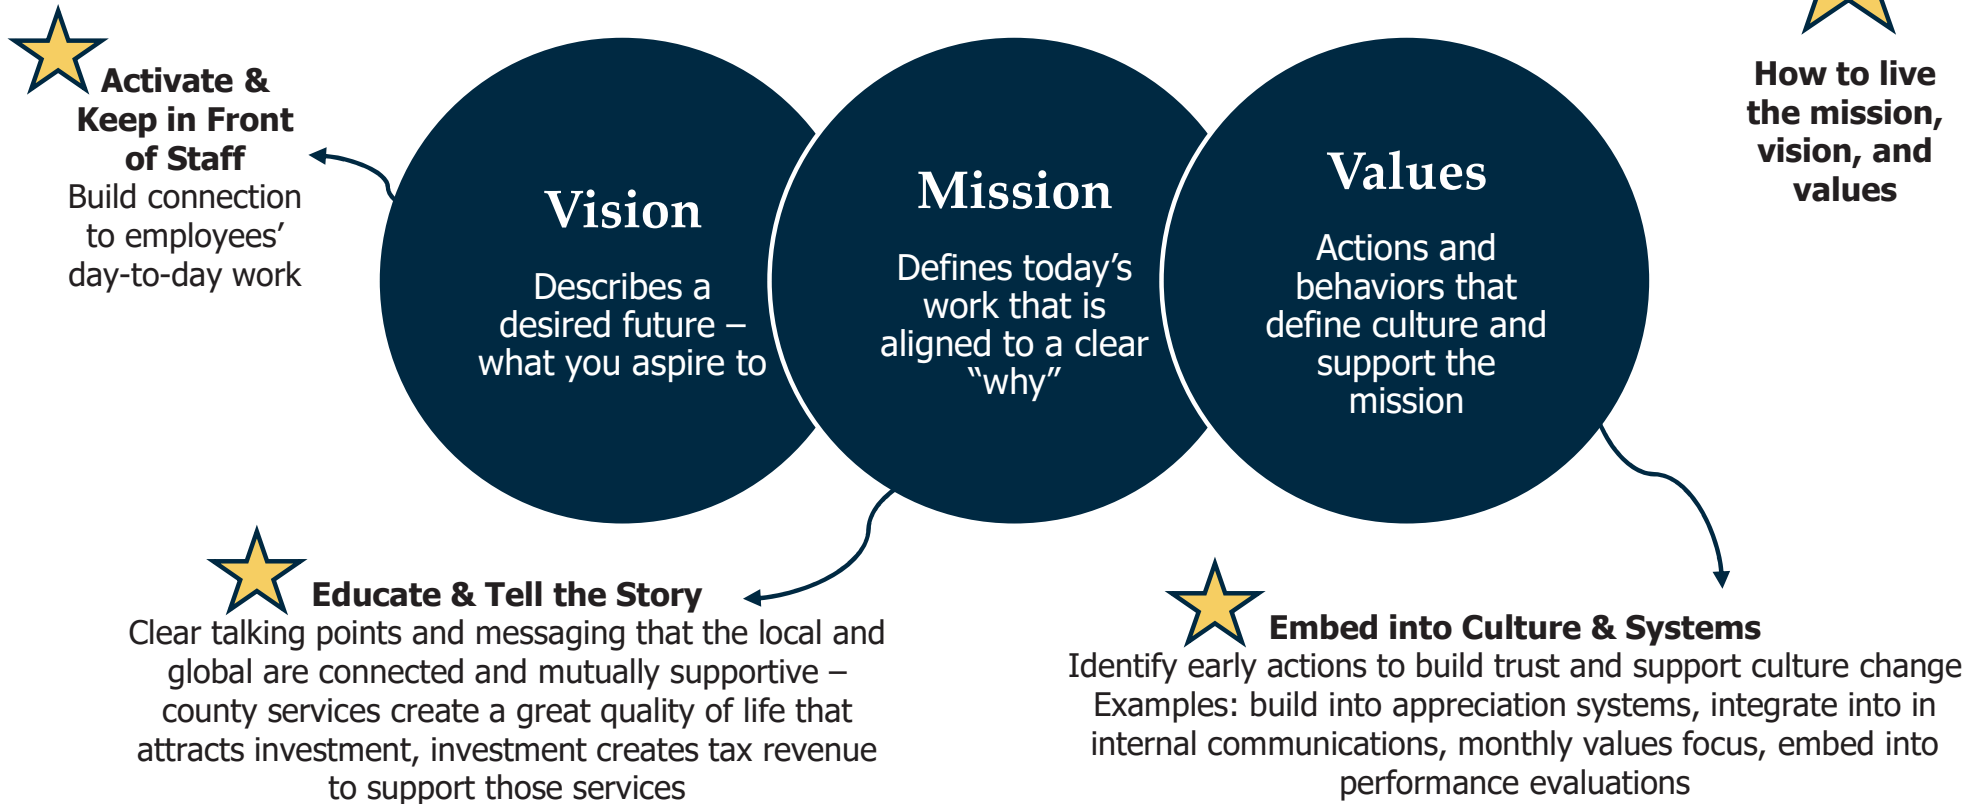 Activate &
Keep in Front
of Staff
Build connection
to employees’
day-to-day work
Vision
Describes a
desired future –
what you aspire to
Mission
Defines today’s
work that is
aligned to a clear
“why”
Values
Actions and
behaviors that
define culture and
support the
mission
How to live
the mission,
vision, and
values
Educate & Tell the Story
Clear talking points and messaging that the local and
global are connected and mutually supportive –
county services create a great quality of life that
attracts investment, investment creates tax revenue
to support those services
Embed into Culture & Systems
Identify early actions to build trust and support culture change
Examples: build into appreciation systems, integrate into in
internal communications, monthly values focus, embed into
performance evaluations